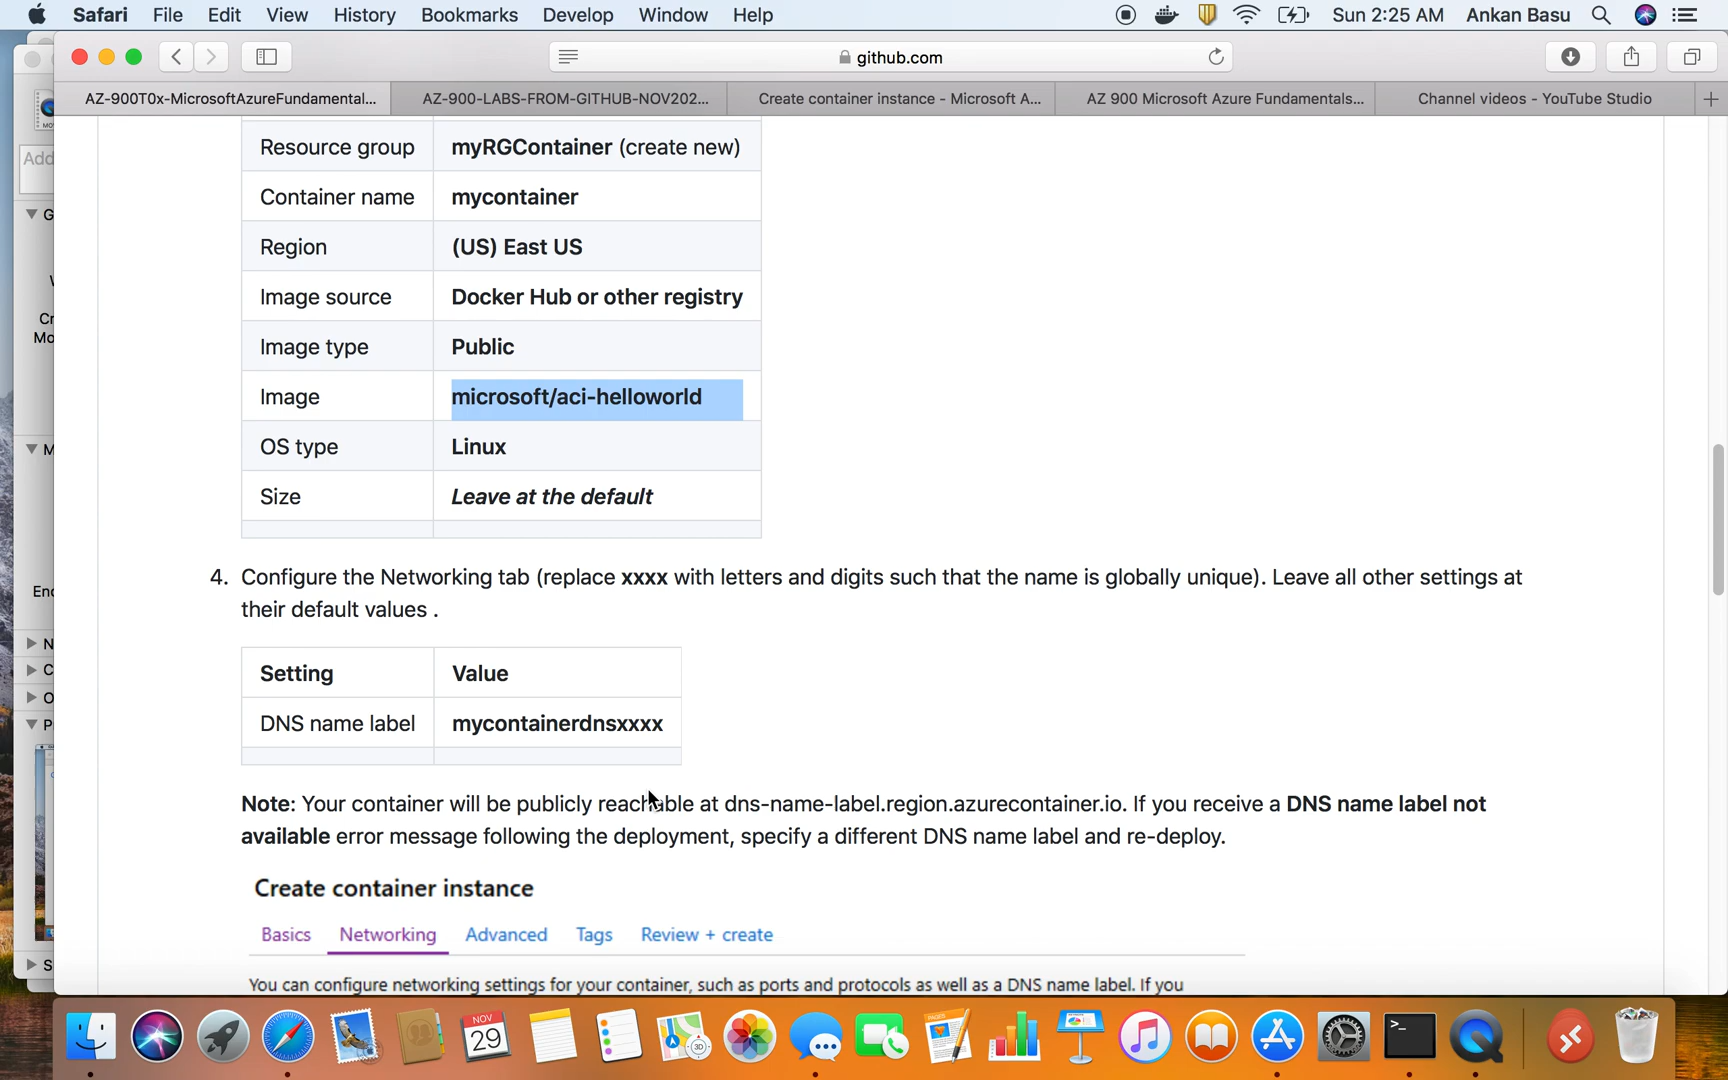 Safari File Edit View History Bookmarks Develop Window Help Sun 2:25 AM Ankan Basu
github.com
AZ-900T0x-MicrosoftAzureFundamental... AZ-900-LABS-FROM-GITHUB-NOV202... Create container instance - Microsoft A... AZ 900 Microsoft Azure Fundamentals... Channel videos - YouTube Studio
Add
Resource group myRGContainer (create new)
Container name mycontainer
Region (US) East US
Image source Docker Hub or other registry
Image type Public
Image microsoft/aci-helloworld
OS type Linux
Size Leave at the default
4. Configure the Networking tab (replace xxxx with letters and digits such that the name is globally unique). Leave all other settings at
their default values .
Setting Value
DNS name label mycontainerdnsxxxx
Note: Your container will be publicly reachable at dns-name-label.region.azurecontainer.io. If you receive a DNS name label not
available error message following the deployment, specify a different DNS name label and re-deploy.
Create container instance
Basics Networking Advanced Tags Review + create
You can configure networking settings for your container, such as ports and protocols as well as a DNS name label. If you
NOV
29
3D
PAGES
>_